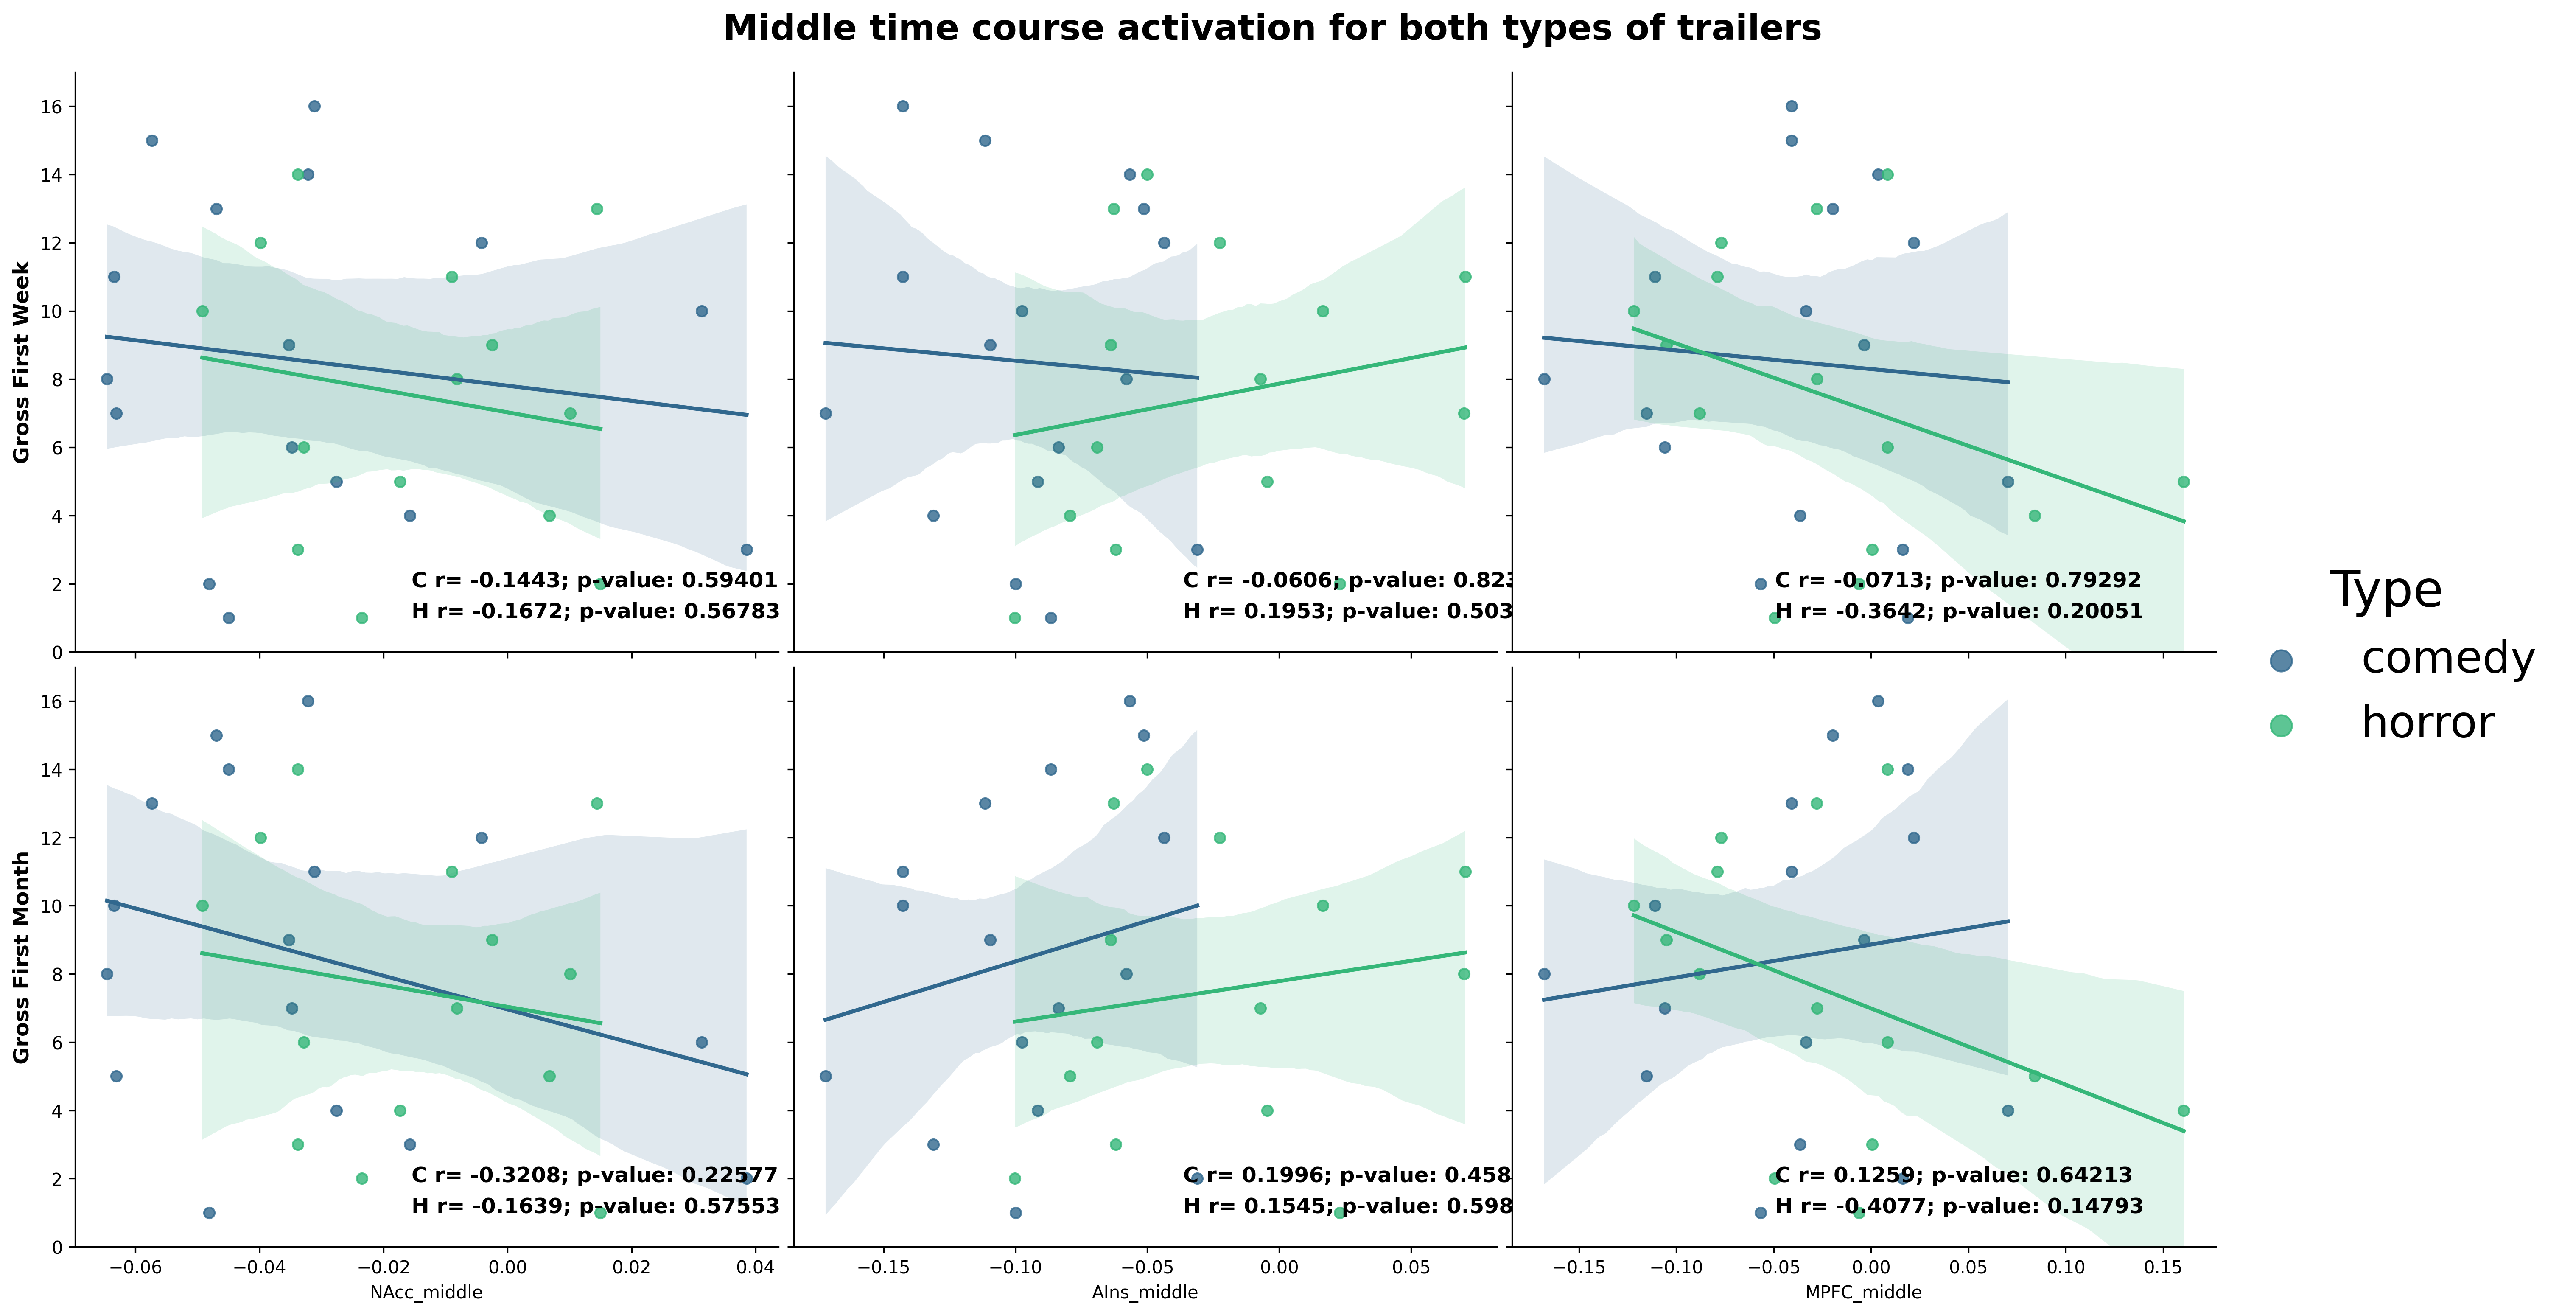 Middle time course activation for both types of trailers
Gross First Week
16
14
12
10
8
6
4
2
0
C r= -0.1443; p-value: 0.59401
H r= -0.1672; p-value: 0.56783
C r= -0.0606; p-value: 0.823
H r= 0.1953; p-value: 0.503
C r= -0.0713; p-value: 0.79292
H r= -0.3642; p-value: 0.20051
Type
comedy
horror
Gross First Month
16
14
12
10
8
6
4
2
0
C r= -0.3208; p-value: 0.22577
H r= -0.1639; p-value: 0.57553
C r= 0.1996; p-value: 0.458
H r= 0.1545; p-value: 0.598
C r= 0.1259; p-value: 0.64213
H r= -0.4077; p-value: 0.14793
−0.06 −0.04 −0.02 0.00 0.02 0.04
NAcc_middle
−0.15 −0.10 −0.05 0.00 0.05
AIns_middle
−0.15 −0.10 −0.05 0.00 0.05 0.10 0.15
MPFC_middle